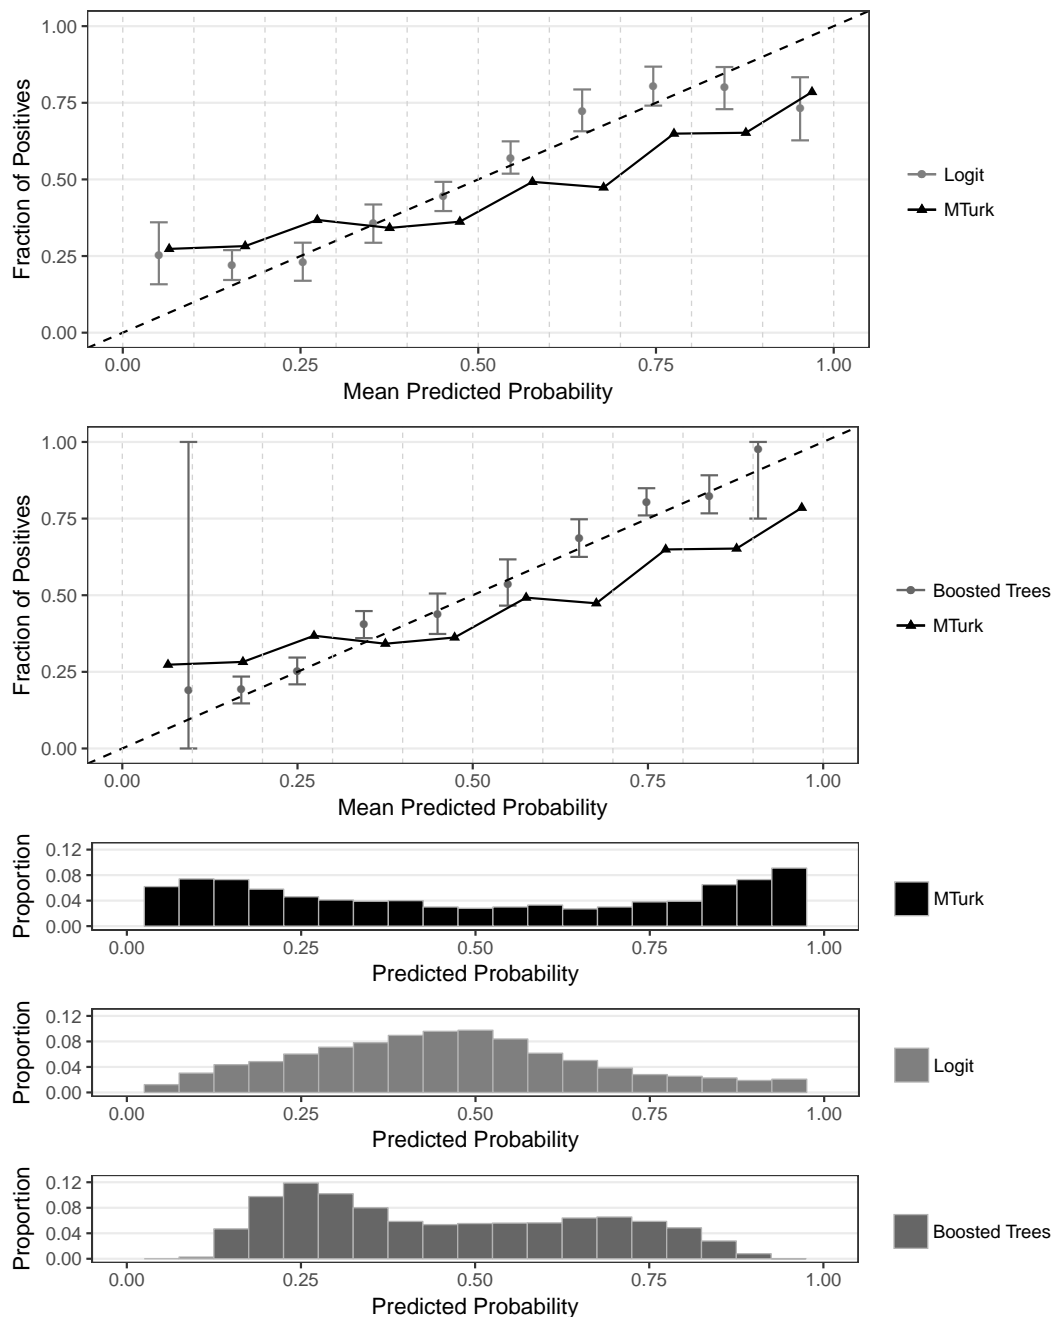 1.00
0.75
0.50
0.25
0.00
Fraction of Positives
0.00 0.25 0.50 0.75 1.00
Mean Predicted Probability
Logit
MTurk
1.00
0.75
0.50
0.25
0.00
Fraction of Positives
0.00 0.25 0.50 0.75 1.00
Mean Predicted Probability
Boosted Trees
MTurk
0.12
0.08
0.04
0.00
Proportion
0.00 0.25 0.50 0.75 1.00
Predicted Probability
MTurk
0.12
0.08
0.04
0.00
Proportion
0.00 0.25 0.50 0.75 1.00
Predicted Probability
Logit
0.12
0.08
0.04
0.00
Proportion
0.00 0.25 0.50 0.75 1.00
Predicted Probability
Boosted Trees